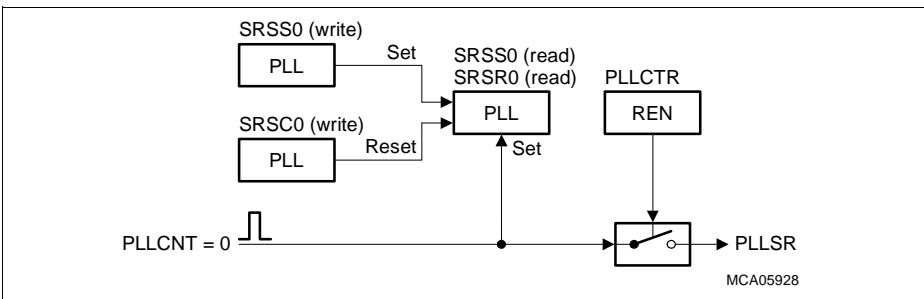 SRSS0 (write)
PLL
Set
SRSS0 (read)
SRSR0 (read)
PLL
PLLCTR
REN
SRSC0 (write)
PLL
Reset
Set
PLLCNT = 0
PLLSR
MCA05928